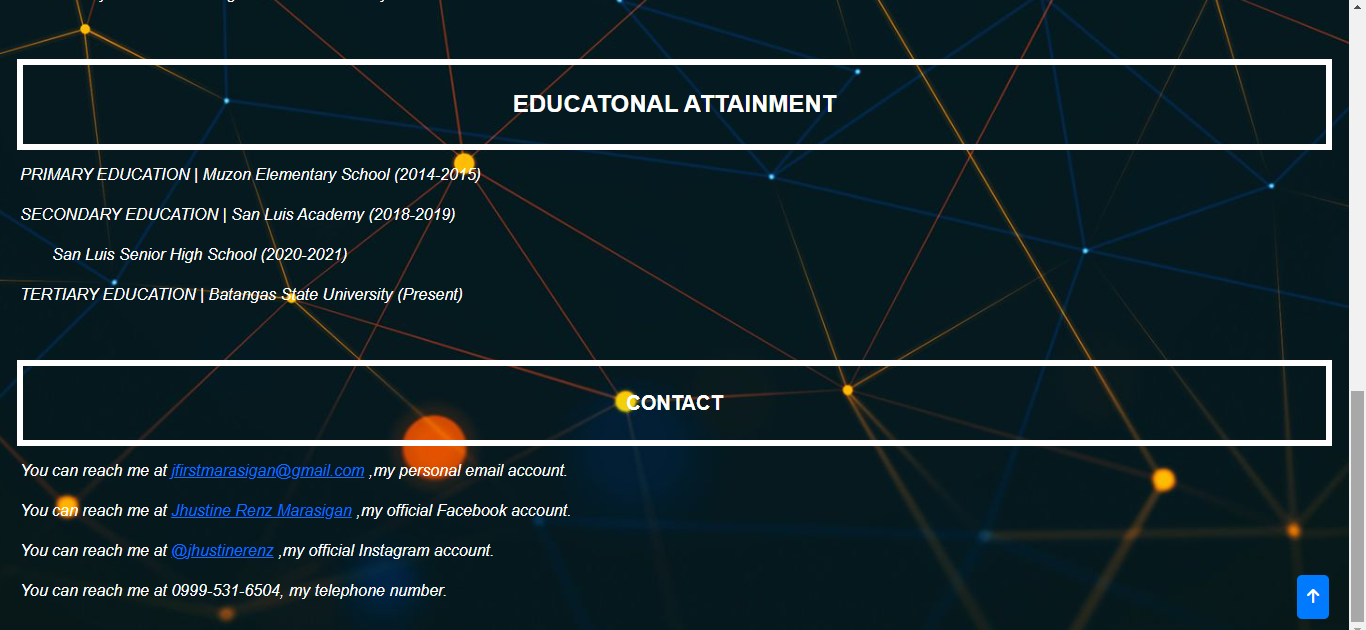 EDUCATONAL ATTAINMENT
PRIMARY EDUCATION | Muzon Elementary School (2014-2015)
SECONDARY EDUCATION | San Luis Academy (2018-2019)
San Luis Senior High School (2020-2021)
TERTIARY EDUCATION | Batangas State University (Present)
CONTACT
You can reach me at jfirstmarasigan@gmail.com ,my personal email account.
You can reach me at Jhustine Renz Marasigan ,my official Facebook account.
You can reach me at @jhustinerenz ,my official Instagram account.
You can reach me at 0999-531-6504, my telephone number.